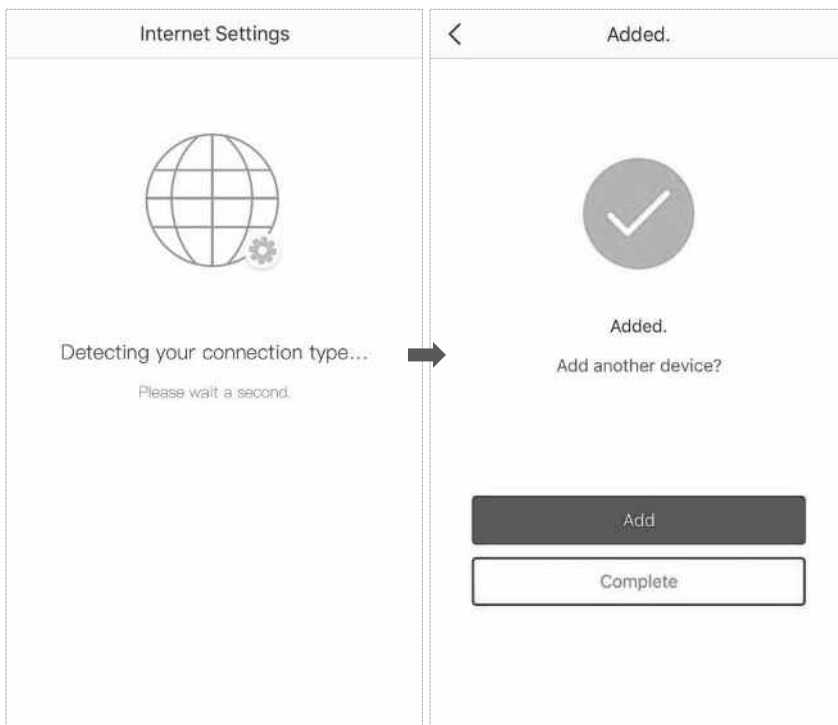 Internet Settings
Detecting your connection type...
Please wait a second.
Added.
Added.
Add another device?
Add
Complete